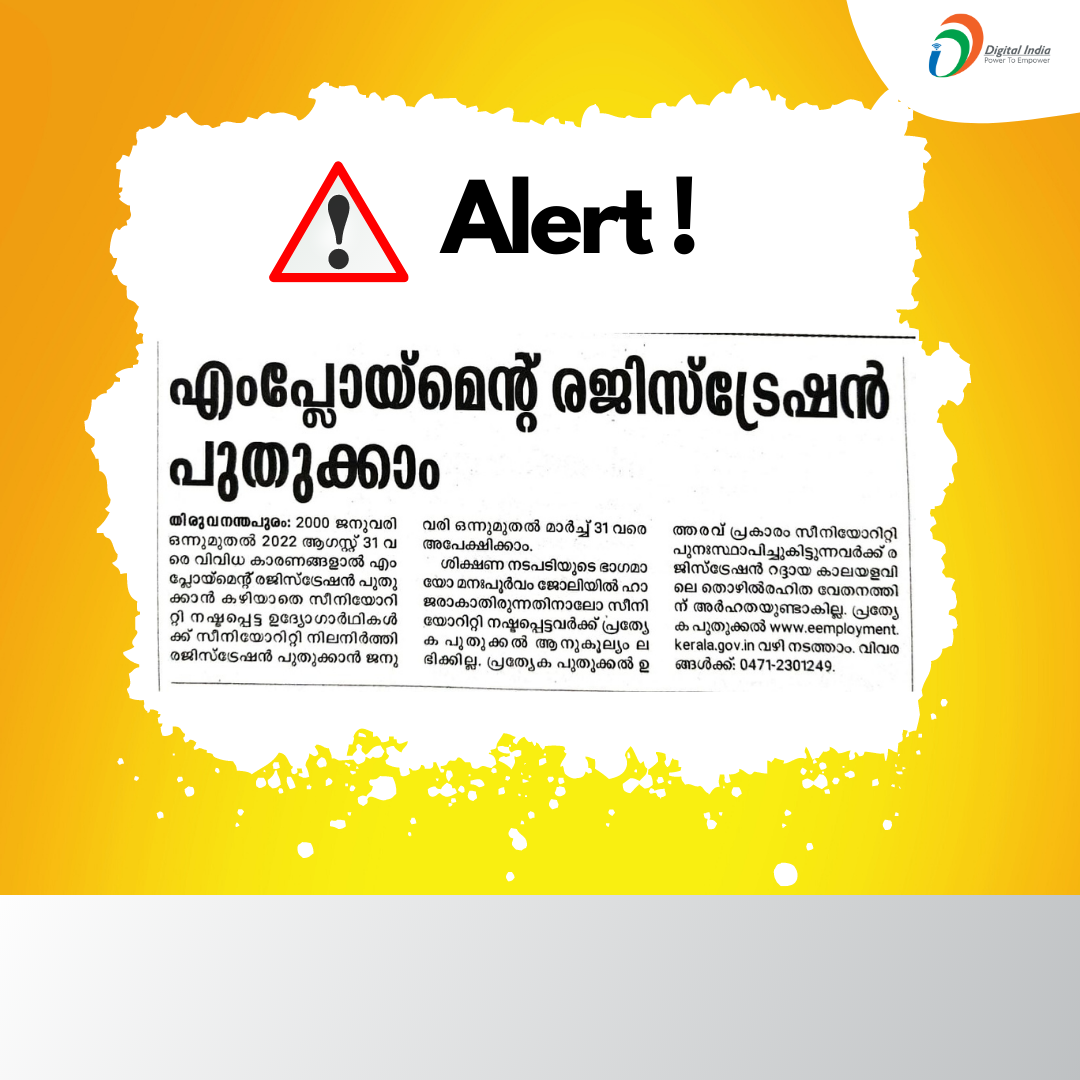 Digital India
Power To Empower
Alert !
എംപ്ലോയ്മെന്റ് രജിസ്ട്രേഷൻ
പുതുക്കാം
തിരുവനന്തപുരം: 2000 ജനുവരി
ഒന്നുമുതൽ 2022 ആഗസ്റ്റ് 31 വ
രെ വിവിധ കാരണങ്ങളാൽ എം
പ്ലോയ്മെന്റ് രജിസ്ട്രേഷൻ പുതു
ക്കാൻ കഴിയാതെ സീനിയോറി
റ്റി നഷ്ടപ്പെട്ട ഉദ്യോഗാർഥികൾ
ക്ക് സീനിയോറിറ്റി നിലനിർത്തി
രജിസ്ട്രേഷൻ പുതുക്കാൻ ജനു
വരി ഒന്നുമുതൽ മാർച്ച് 31 വരെ
അപേക്ഷിക്കാം.
ശിക്ഷണ നടപടിയുടെ ഭാഗമാ
യോ മനഃപൂർവം ജോലിയിൽ ഹാ
ജരാകാതിരുന്നതിനാലോ സീനി
യോറിറ്റി നഷ്ടപ്പെട്ടവർക്ക് പ്രത്യേ
ക പുതുക്കൽ ആനുകൂല്യം ല
ഭിക്കില്ല. പ്രത്യേക പുതുക്കൽ ഉ
ത്തരവ് പ്രകാരം സീനിയോറിറ്റി
പുനഃസ്ഥാപിച്ചുകിട്ടുന്നവർക്ക് ര
ജിസ്ട്രേഷൻ റദ്ദായ കാലയളവി
ലെ തൊഴിൽരഹിത വേതനത്തി
ന് അർഹതയുണ്ടാകില്ല. പ്രത്യേ
ക പുതുക്കൽ www.eemployment.
kerala.gov.in വഴി നടത്താം. വിവര
ങ്ങൾക്ക്: 0471-2301249.